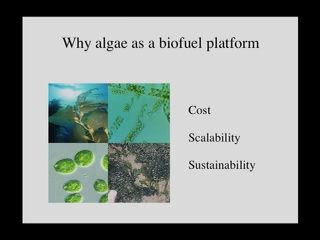 Why algae as a biofuel platform
Cost
Scalability
Sustainability